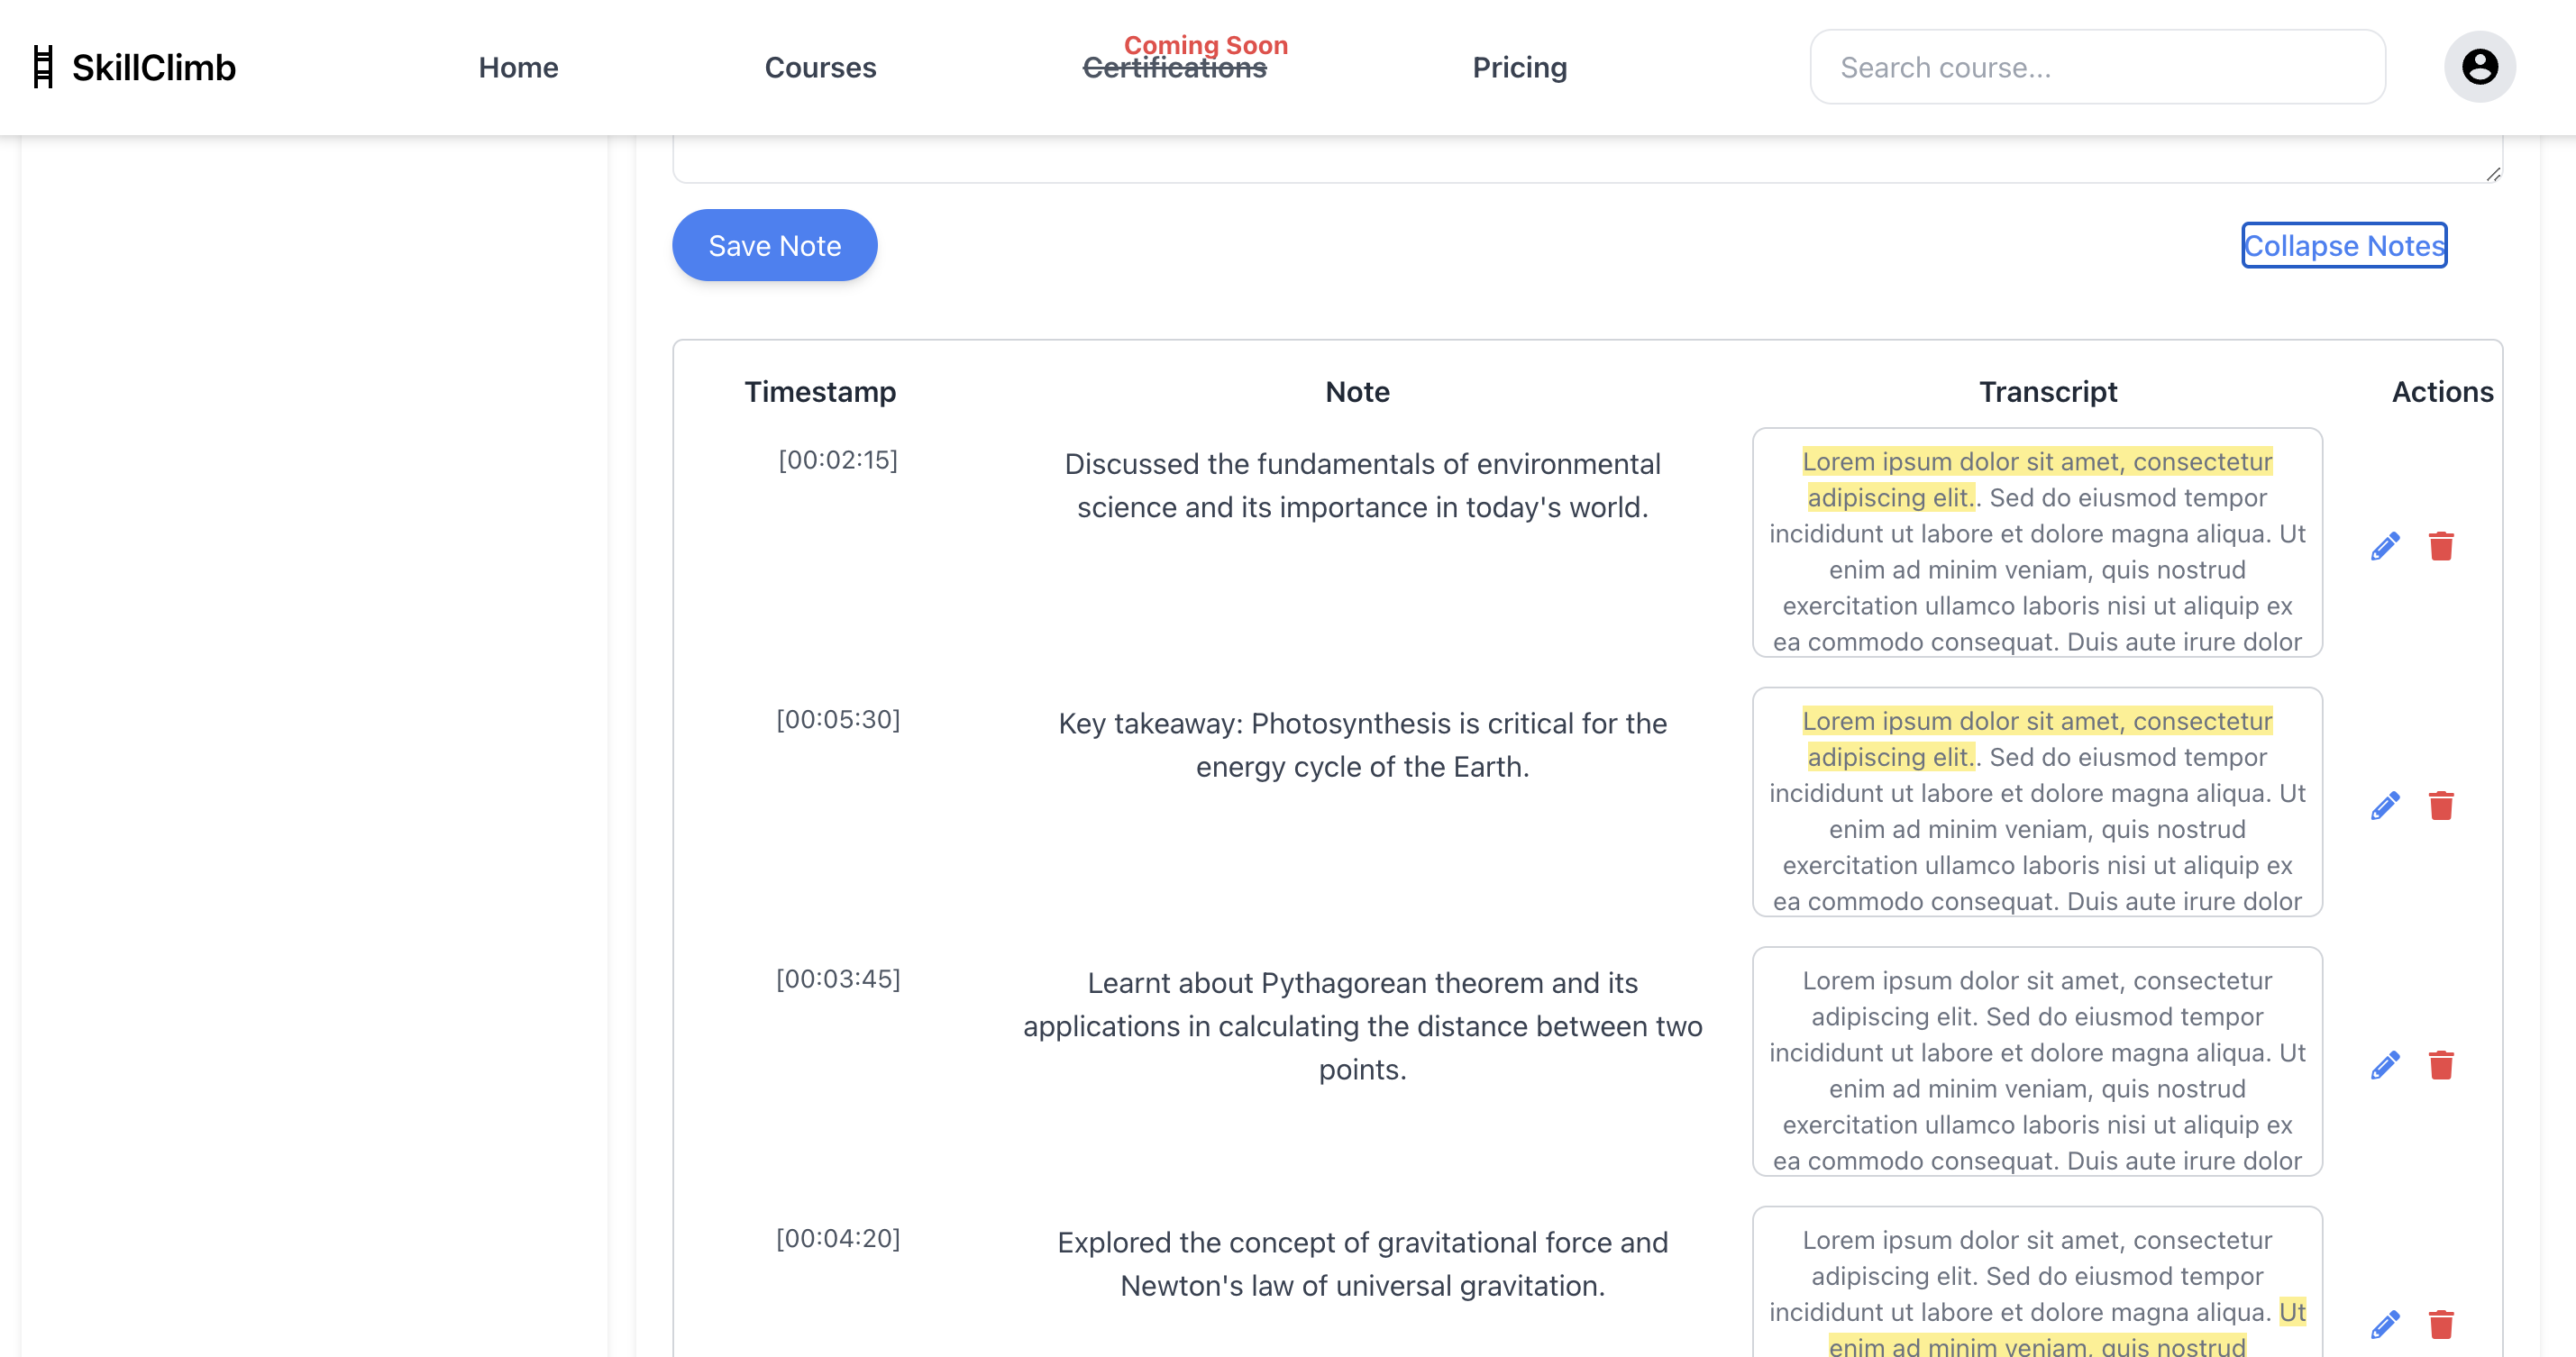 SkillClimb
Home
Courses
Coming Soon
Certifications
Pricing
Search course...
Save Note
Collapse Notes
Timestamp
Note
Transcript
Actions
[00:02:15]
Discussed the fundamentals of environmental
science and its importance in today's world.
Lorem ipsum dolor sit amet, consectetur
adipiscing elit.. Sed do eiusmod tempor
incididunt ut labore et dolore magna aliqua. Ut
enim ad minim veniam, quis nostrud
exercitation ullamco laboris nisi ut aliquip ex
ea commodo consequat. Duis aute irure dolor
[00:05:30]
Key takeaway: Photosynthesis is critical for the
energy cycle of the Earth.
Lorem ipsum dolor sit amet, consectetur
adipiscing elit.. Sed do eiusmod tempor
incididunt ut labore et dolore magna aliqua. Ut
enim ad minim veniam, quis nostrud
exercitation ullamco laboris nisi ut aliquip ex
ea commodo consequat. Duis aute irure dolor
[00:03:45]
Learnt about Pythagorean theorem and its
applications in calculating the distance between two
points.
Lorem ipsum dolor sit amet, consectetur
adipiscing elit. Sed do eiusmod tempor
incididunt ut labore et dolore magna aliqua. Ut
enim ad minim veniam, quis nostrud
exercitation ullamco laboris nisi ut aliquip ex
ea commodo consequat. Duis aute irure dolor
[00:04:20]
Explored the concept of gravitational force and
Newton's law of universal gravitation.
Lorem ipsum dolor sit amet, consectetur
adipiscing elit. Sed do eiusmod tempor
incididunt ut labore et dolore magna aliqua. Ut
enim ad minim veniam, quis nostrud